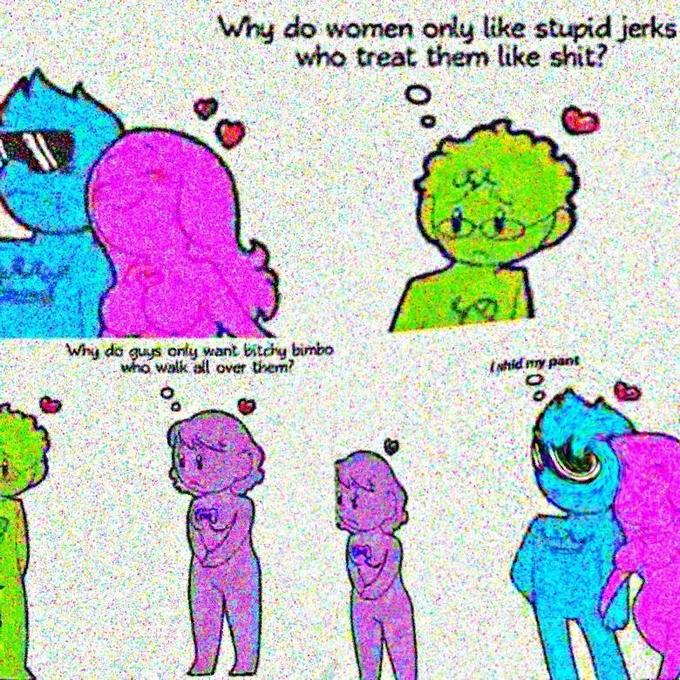 Why do women only like stupid jerks
who treat them like shit?
Why do guys only want bitchy bimbo
who walk all over them?
I shid my pant